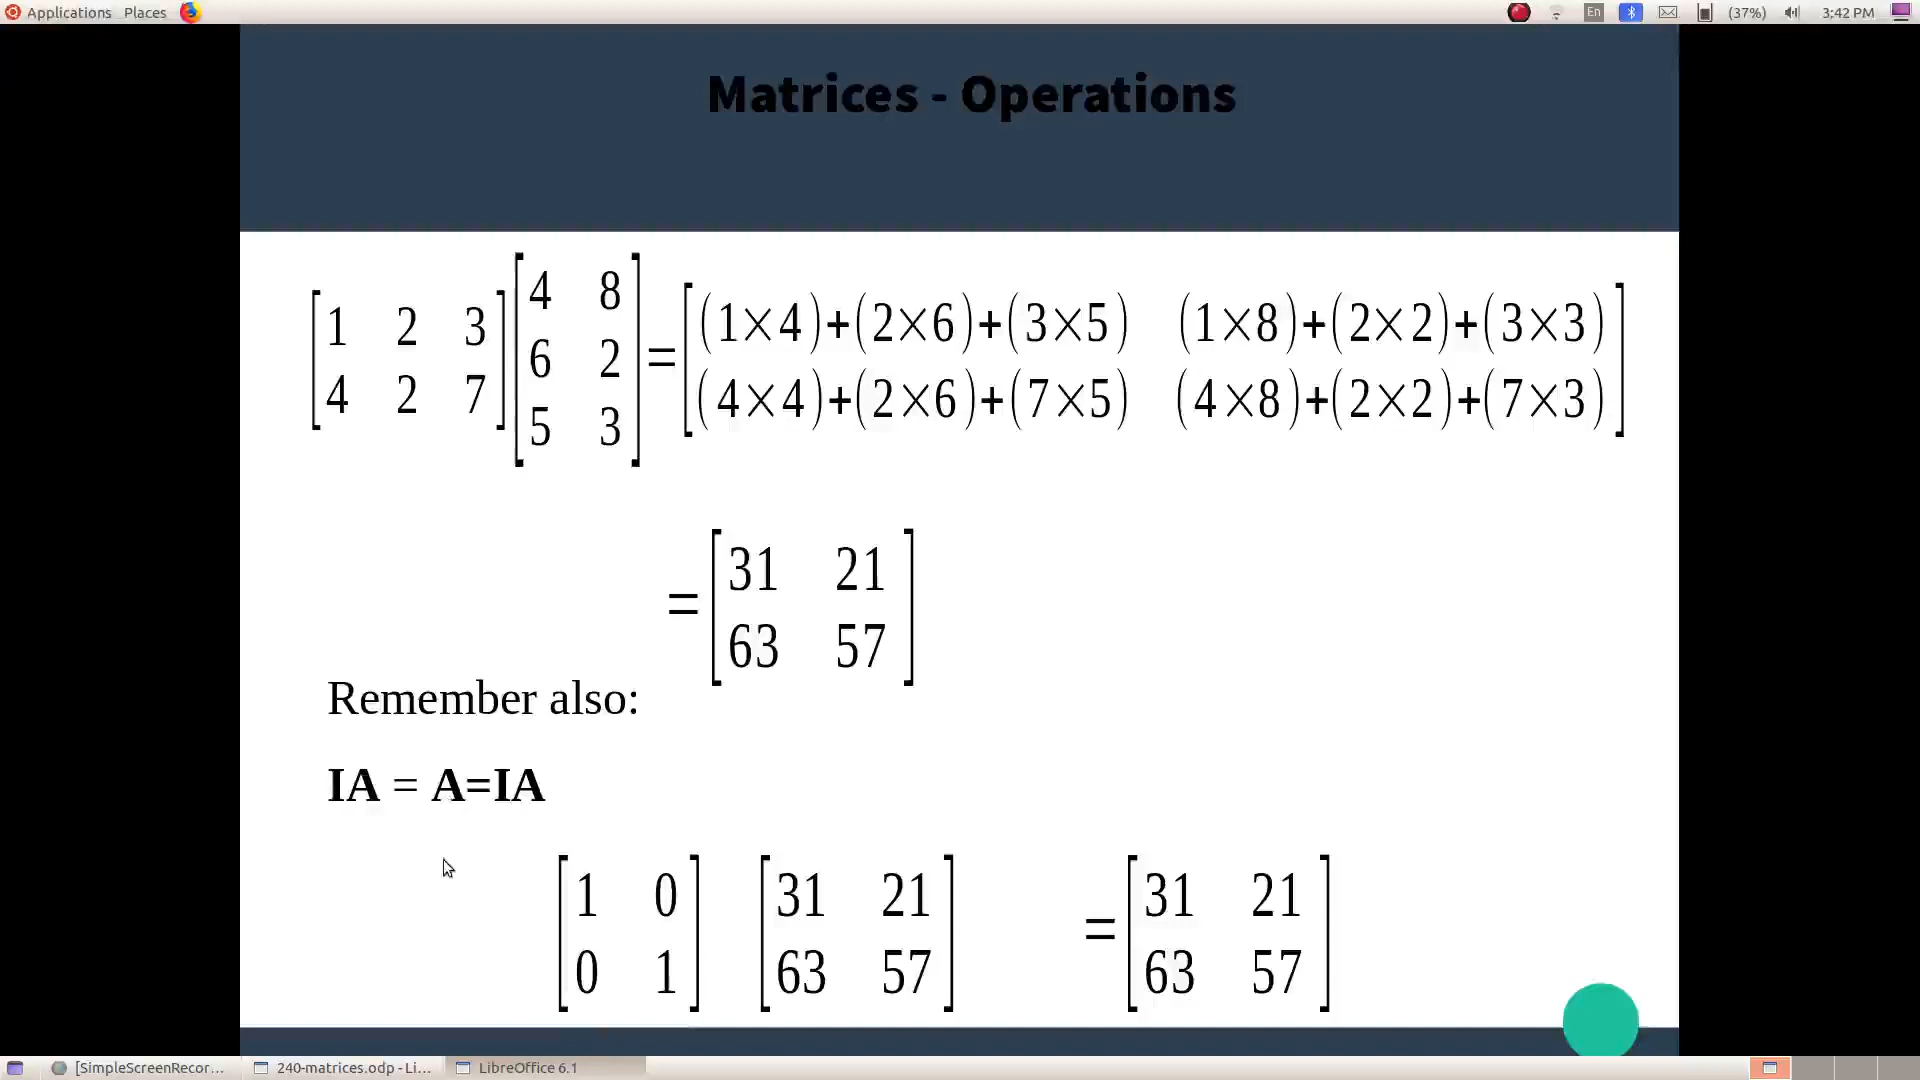 Applications Places En (37%) 3:42 PM
Matrices - Operations
[1 2 3; 4 2 7] [4 8; 6 2; 5 3] = [(1×4)+(2×6)+(3×5) (1×8)+(2×2)+(3×3); (4×4)+(2×6)+(7×5) (4×8)+(2×2)+(7×3)]
= [31 21; 63 57]
Remember also:
IA = A=IA
[1 0; 0 1] [31 21; 63 57] = [31 21; 63 57]
[SimpleScreenRecor... 240-matrices.odp - Li... LibreOffice 6.1